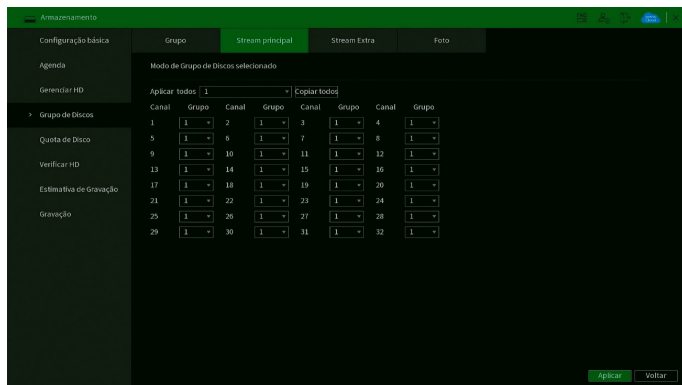 Armazenamento
Configuração básica
Agenda
Gerenciar HD
Grupo de Discos
Quota de Disco
Verificar HD
Estimativa de Gravação
Gravação
Grupo Stream principal Stream Extra Foto
Modo de Grupo de Discos selecionado
Aplicar todos 1 Copiar todos
Canal Grupo Canal Grupo Canal Grupo Canal Grupo
1 1 2 1 3 1 4 1
5 1 6 1 7 1 8 1
9 1 10 1 11 1 12 1
13 1 14 1 15 1 16 1
17 1 18 1 19 1 20 1
21 1 22 1 23 1 24 1
25 1 26 1 27 1 28 1
29 1 30 1 31 1 32 1
Aplicar Voltar